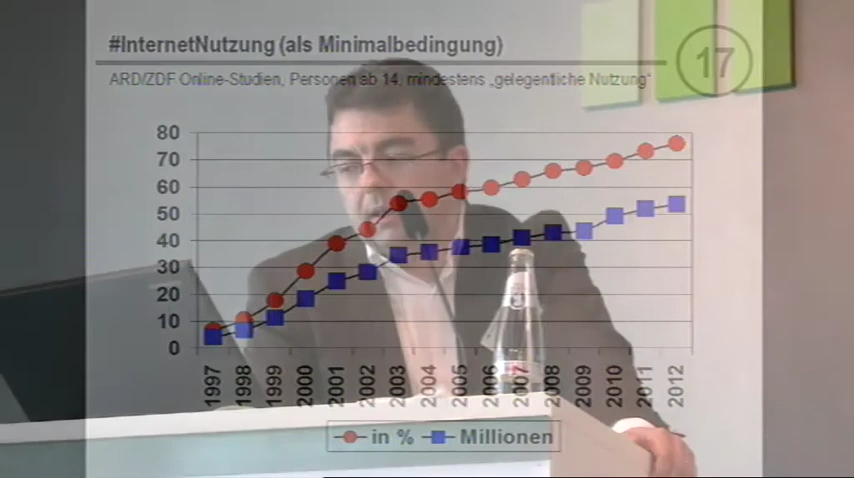 #InternetNutzung (als Minimalbedingung)
17
ARD/ZDF Online-Studien, Personen ab 14, mindestens „gelegentliche Nutzung“
80
70
60
50
40
30
20
10
0
1997 1998 1999 2000 2001 2002 2003 2004 2005 2006 2007 2008 2009 2010 2011 2012
in % Millionen